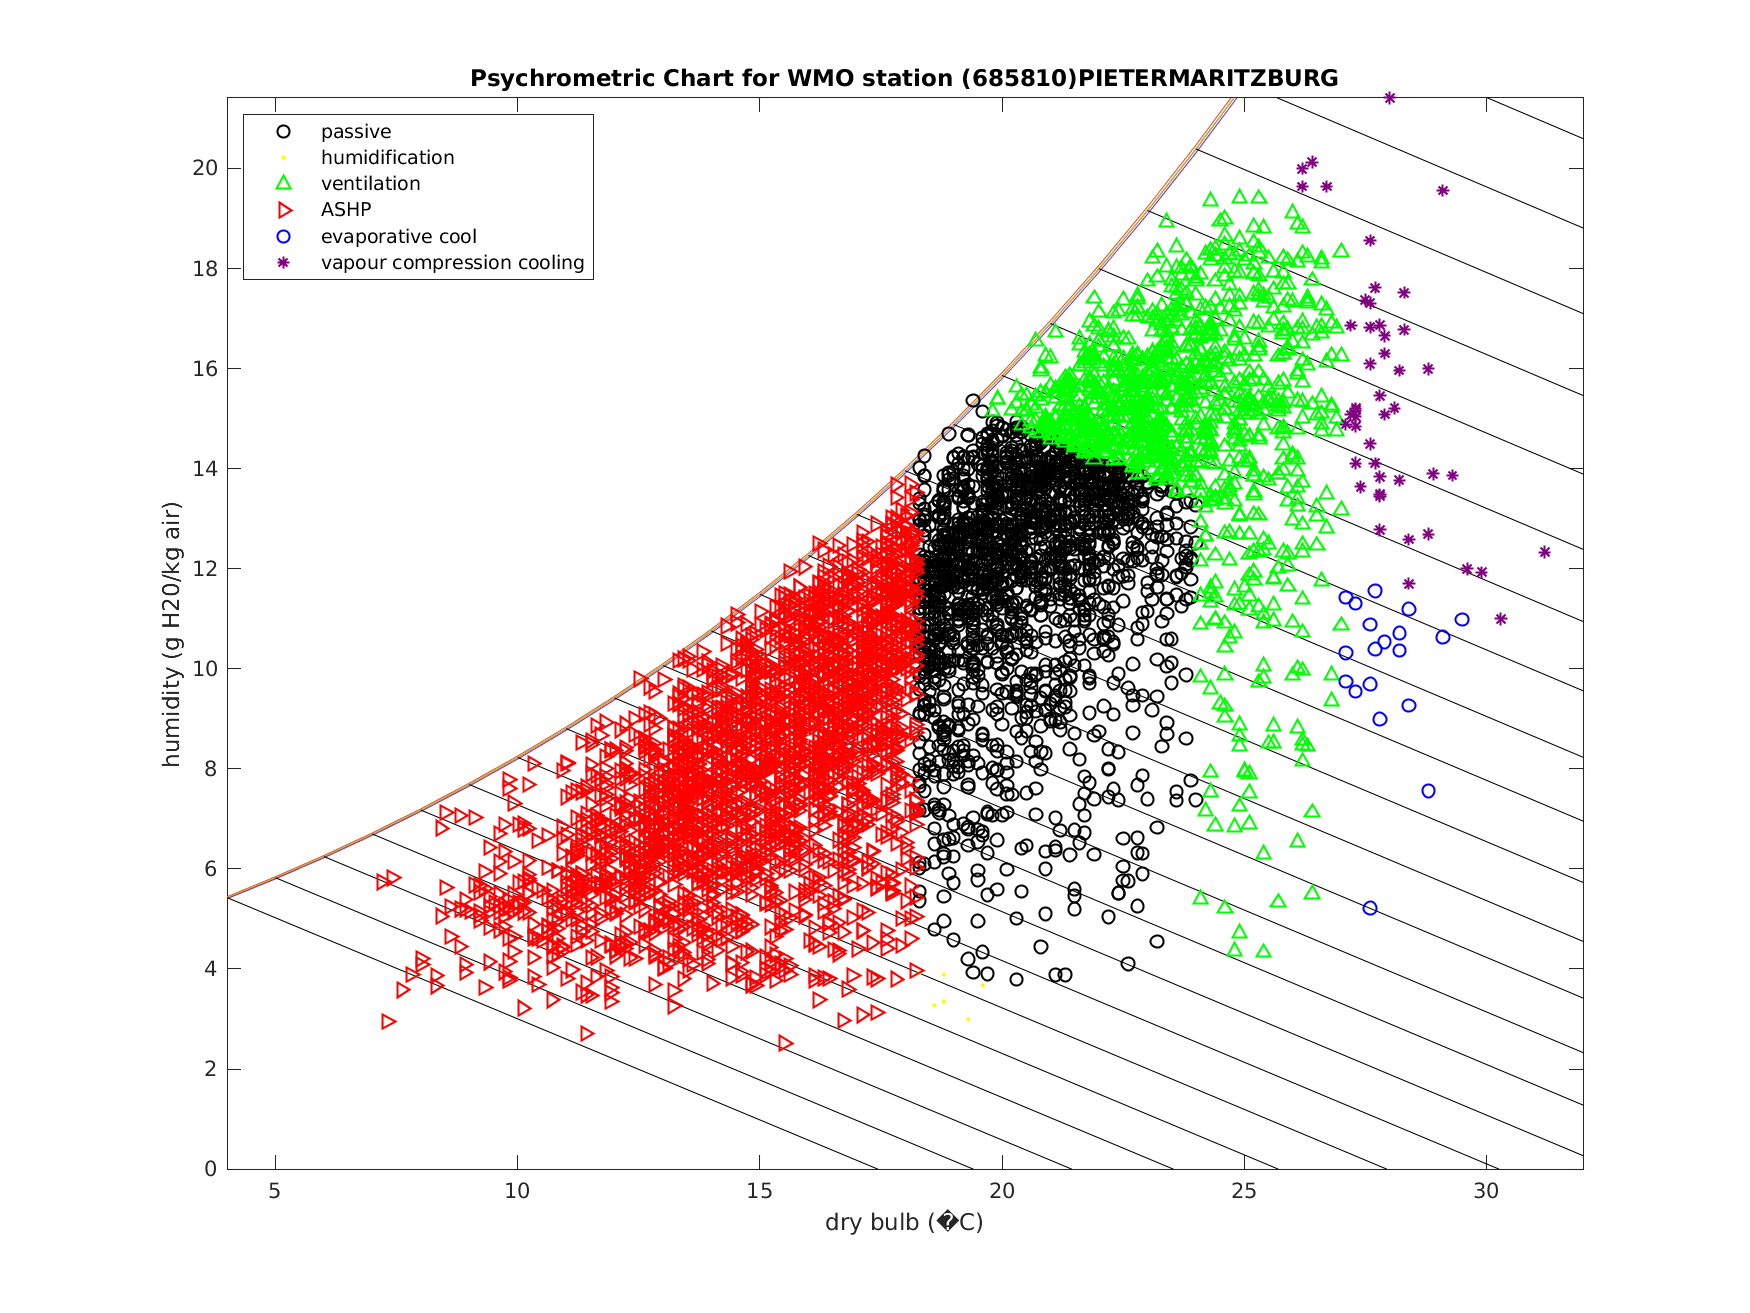 Psychrometric Chart for WMO station (685810)PIETERMARITZBURG
passive
humidification
ventilation
ASHP
evaporative cool
vapour compression cooling
humidity (g H20/kg air)
20
18
16
14
12
10
8
6
4
2
0
5 10 15 20 25 30
dry bulb (�C)